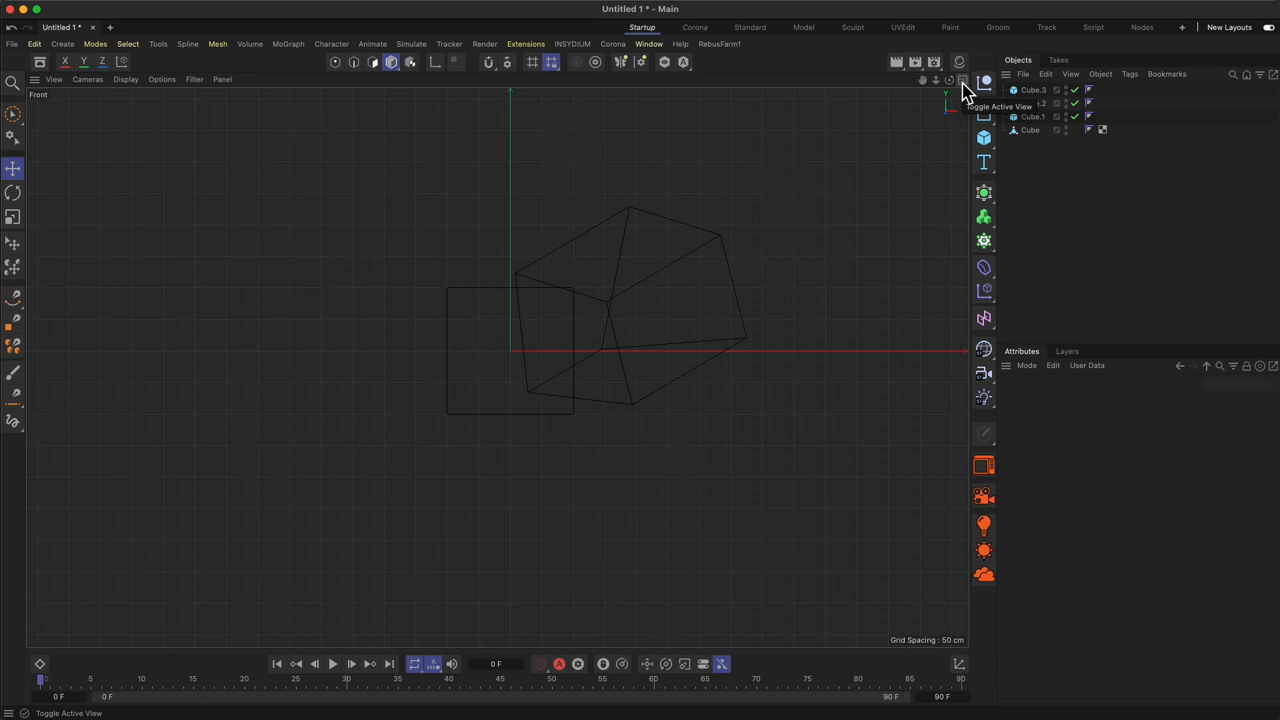 Untitled 1 * - Main
Untitled 1 *
Startup Corona Standard Model Sculpt UVEdit Paint Groom Track Script Nodes New Layouts
File Edit Create Modes Select Tools Spline Mesh Volume MoGraph Character Animate Simulate Tracker Render Extensions INSYDIUM Corona Window Help RebusFarm1
X Y Z
Objects Takes
File Edit View Object Tags Bookmarks
View Cameras Display Options Filter Panel
Front
Y
Toggle Active View
Cube.3
.2
Cube.1
Cube
Attributes Layers
Mode Edit User Data
Grid Spacing : 50 cm
0 F
0 5 10 15 20 25 30 35 40 45 50 55 60 65 70 75 80 85 90
0 F 0 F 90 F 90 F
Toggle Active View